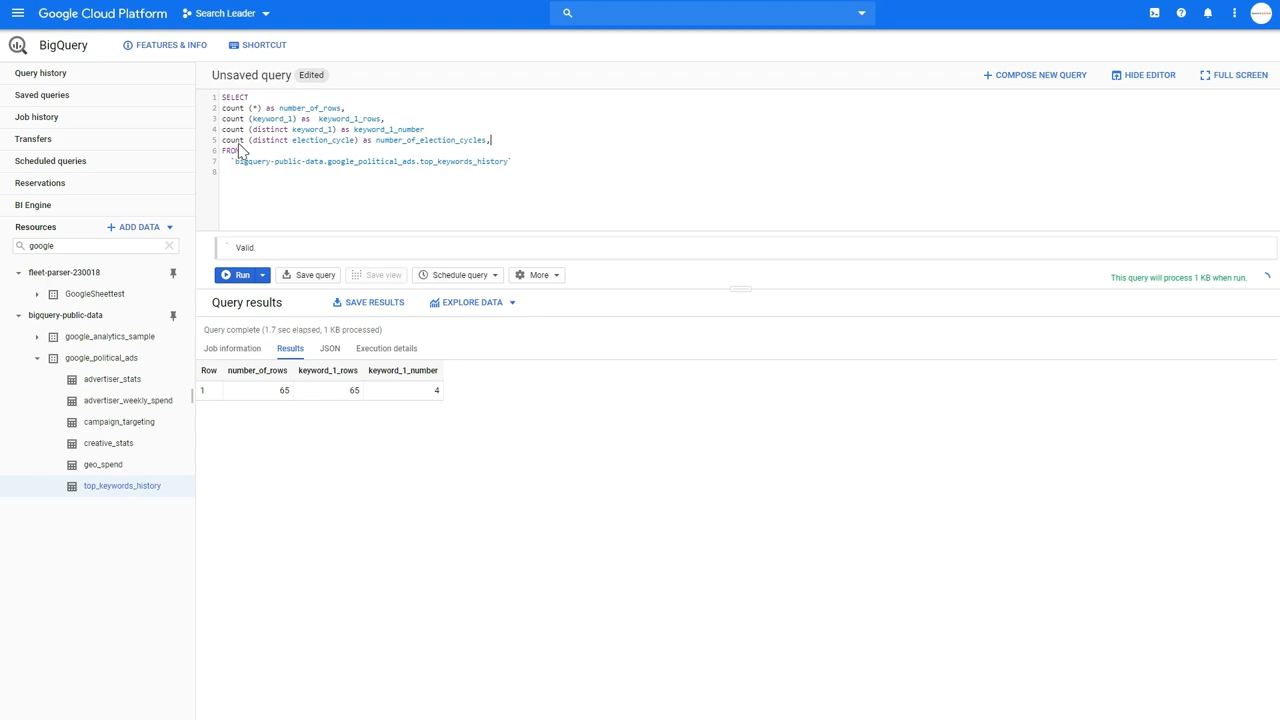 Google Cloud Platform
Search Leader
BigQuery
FEATURES & INFO
SHORTCUT
Query history
Saved queries
Job history
Transfers
Scheduled queries
Reservations
BI Engine
Resources
ADD DATA
google
fleet-parser-230018
GoogleSheettest
bigquery-public-data
google_analytics_sample
google_political_ads
advertiser_stats
advertiser_weekly_spend
campaign_targeting
creative_stats
geo_spend
top_keywords_history
Unsaved query Edited
COMPOSE NEW QUERY
HIDE EDITOR
FULL SCREEN
1 SELECT
2 count (*) as number_of_rows,
3 count (keyword_1) as  keyword_1_rows,
4 count (distinct keyword_1) as keyword_1_number
5 count (distinct election_cycle) as number_of_election_cycles,
6 FROM
7 `bigquery-public-data.google_political_ads.top_keywords_history`
8
Valid.
Run
Save query
Save view
Schedule query
More
This query will process 1 KB when run.
Query results
SAVE RESULTS
EXPLORE DATA
Query complete (1.7 sec elapsed, 1 KB processed)
Job information Results JSON Execution details
Row number_of_rows keyword_1_rows keyword_1_number
1 65 65 4